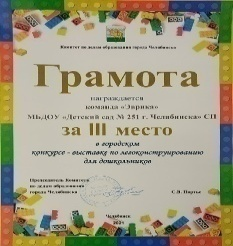 Комитет по делам образования города Челябинска
Грамота
награждается
команда «Эврика»
МБДОУ «Детский сад № 251 г. Челябинска» СП
за III место
в городском
конкурсе - выставке по легоконструированию
для дошкольников
Председатель Комитета
по делам образования
города Челябинска
С.В. Портье
Челябинск
2021